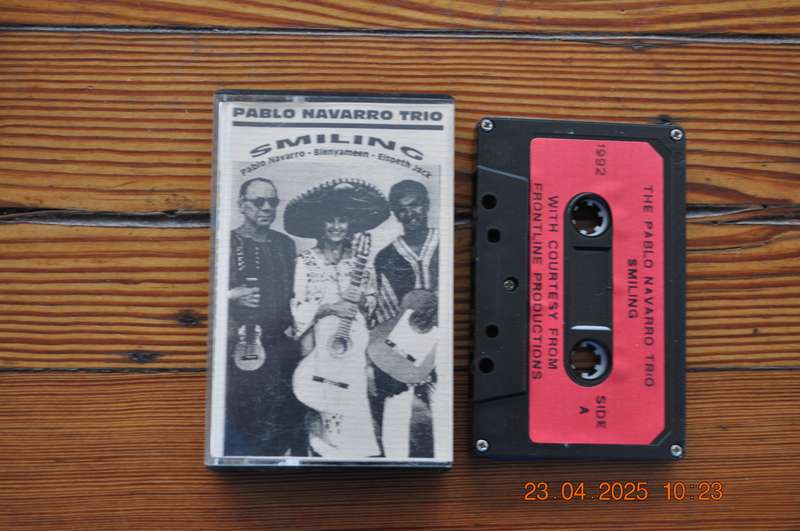 PABLO NAVARRO TRIO
SMILING
Pablo Navarro - Bienyameen - Elspeth Jack
1992
THE PABLO NAVARRO TRIO
SMILING
WITH COURTESY FROM
FRONTLINE PRODUCTIONS
SIDE
A
23.04.2025 10:23